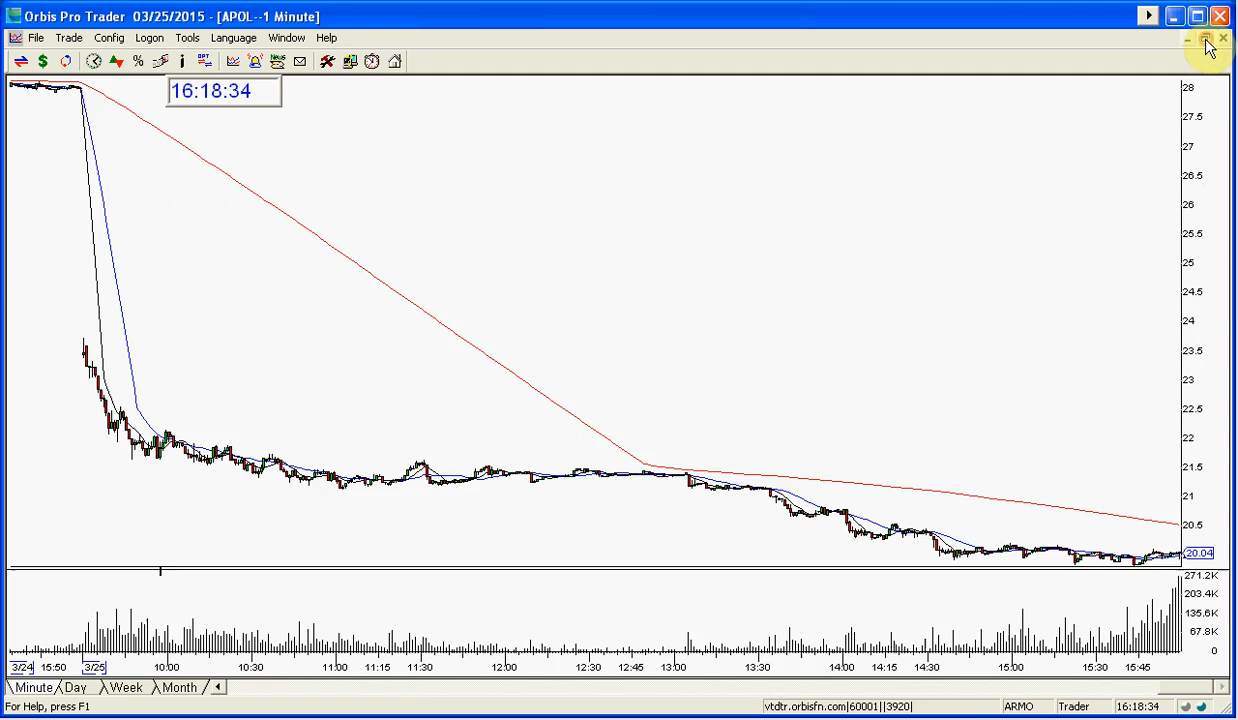 Orbis Pro Trader 03/25/2015 - [APOL--1 Minute]
File Trade Config Logon Tools Language Window Help
$ % i OPT News
16:18:34
28
27.5
27
26.5
26
25.5
25
24.5
24
23.5
23
22.5
22
21.5
21
20.5
20.04
271.2K
203.4K
135.6K
67.8K
0
3/24 15:50 3/25 10:00 10:30 11:00 11:15 11:30 12:00 12:30 12:45 13:00 13:30 14:00 14:15 14:30 15:00 15:30 15:45
Minute Day Week Month
For Help, press F1 vtdtr.orbisfn.com|60001||3920| ARMO Trader 16:18:34